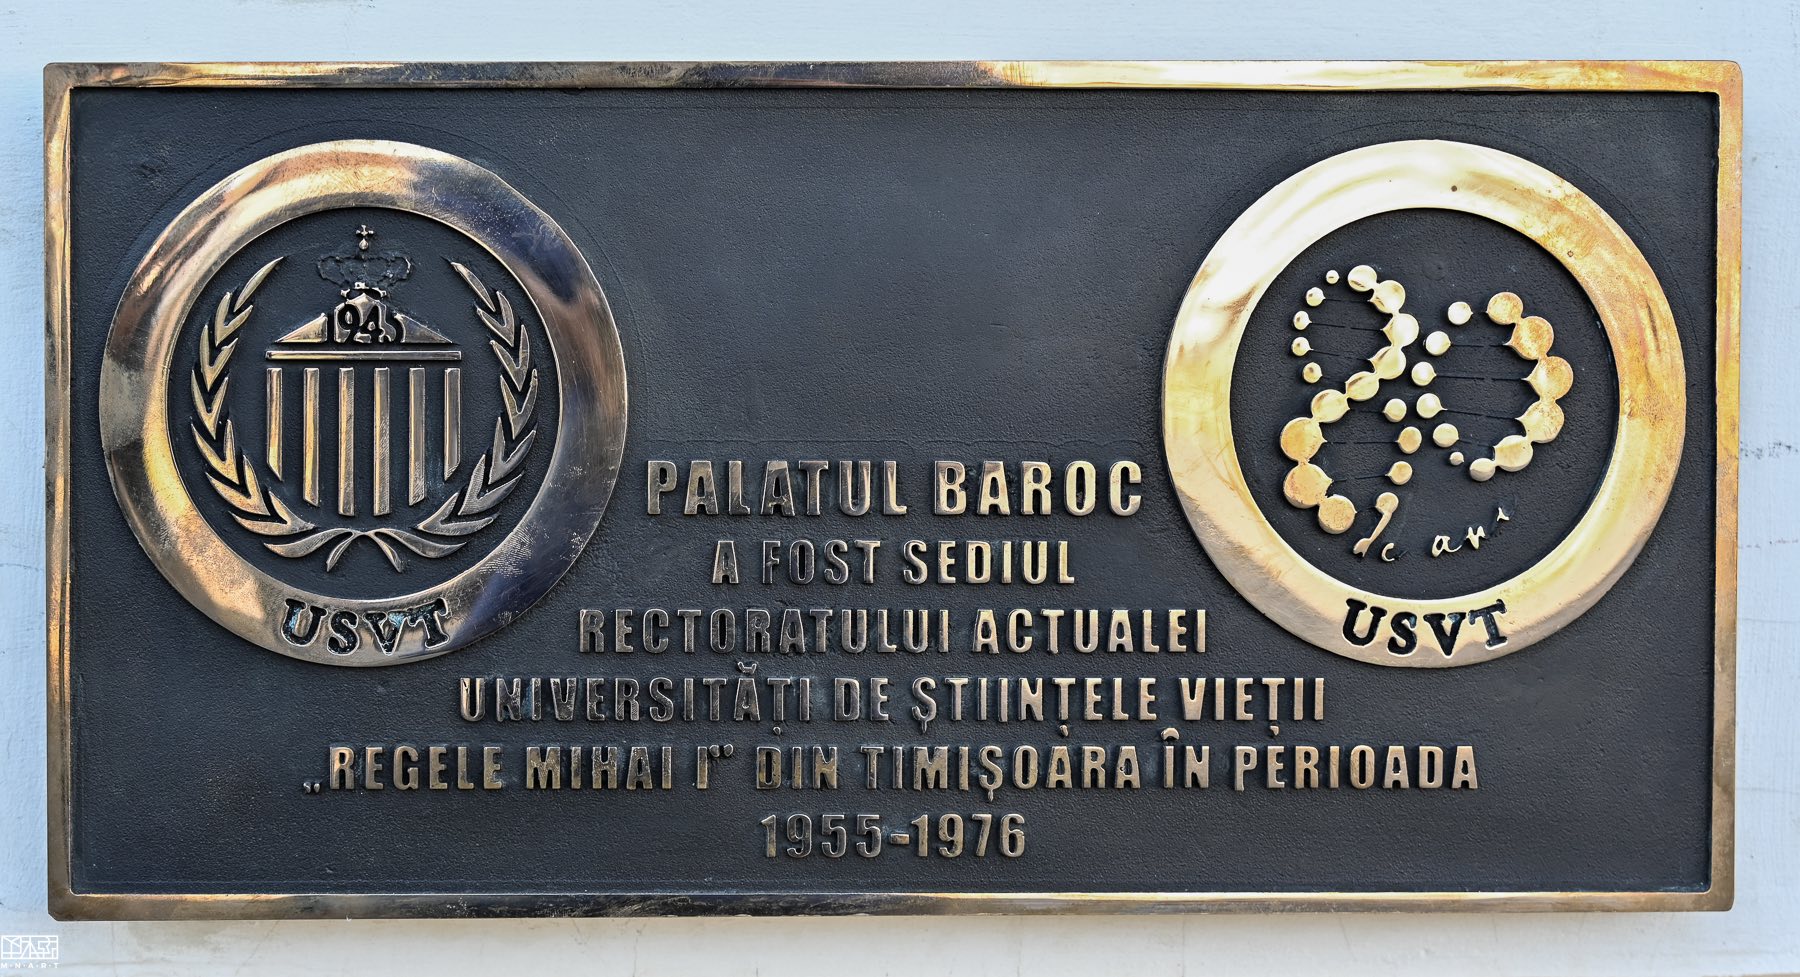 1945
USVT
de ani
USVT
PALATUL BAROC
A FOST SEDIUL
RECTORATULUI ACTUALEI
UNIVERSITĂȚI DE ȘTIINȚELE VIEȚII
„REGELE MIHAI I" DIN TIMIȘOARA ÎN PERIOADA
1955-1976
M·N·A·R·T